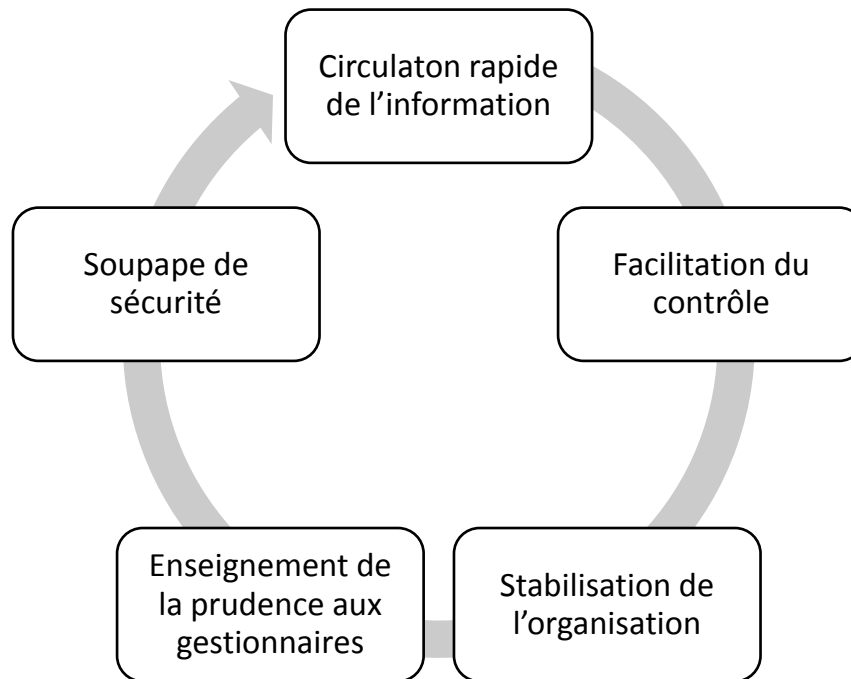 Circulaton rapide
de l’information
Facilitation du
contrôle
Stabilisation de
l’organisation
Enseignement de
la prudence aux
gestionnaires
Soupape de
sécurité